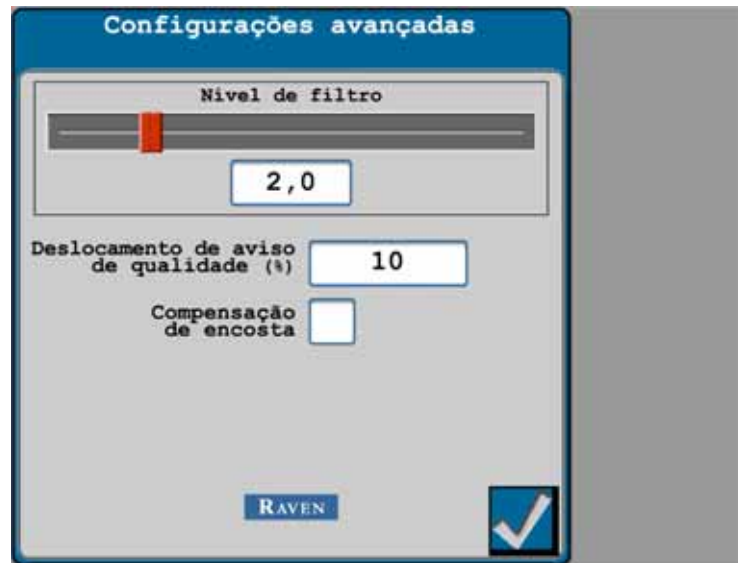 Configurações avançadas
Nivel de filtro
2,0
Deslocamento de aviso
de qualidade (%)
10
Compensação
de encosta
RAVEN